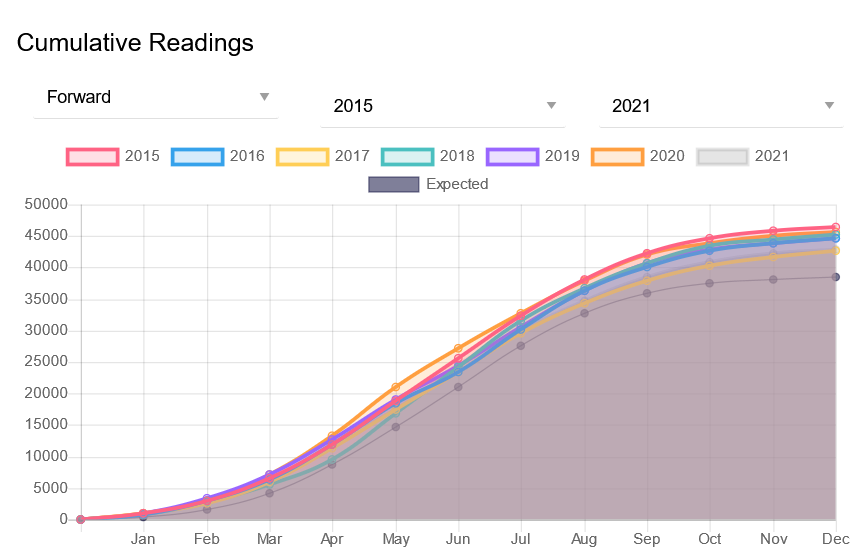 Cumulative Readings
Forward
2015
2021
2015 2016 2017 2018 2019 2020 2021
Expected
50000
45000
40000
35000
30000
25000
20000
15000
10000
5000
0
Jan Feb Mar Apr May Jun Jul Aug Sep Oct Nov Dec